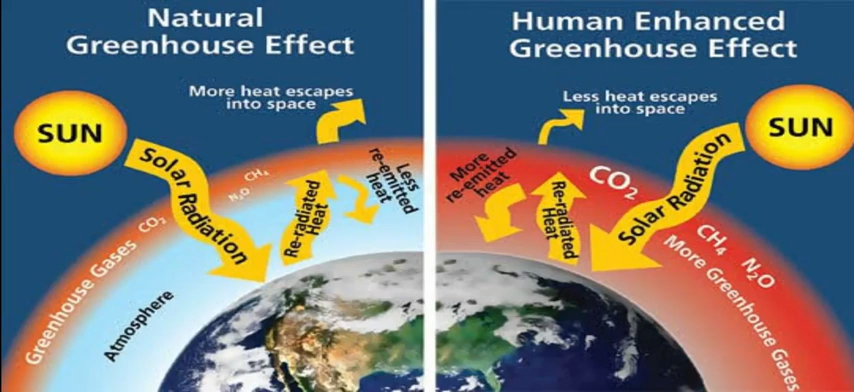 Natural
Greenhouse Effect
More heat escapes
into space
SUN
Solar Radiation
CH₄
N₂O
CO₂
Less
re-emitted
heat
Re-radiated
Heat
Greenhouse Gases
Atmosphere
Human Enhanced
Greenhouse Effect
Less heat escapes
into space
SUN
More
re-emitted
heat
CO₂
Solar Radiation
Re-radiated
Heat
CH₄
N₂O
More Greenhouse Gases